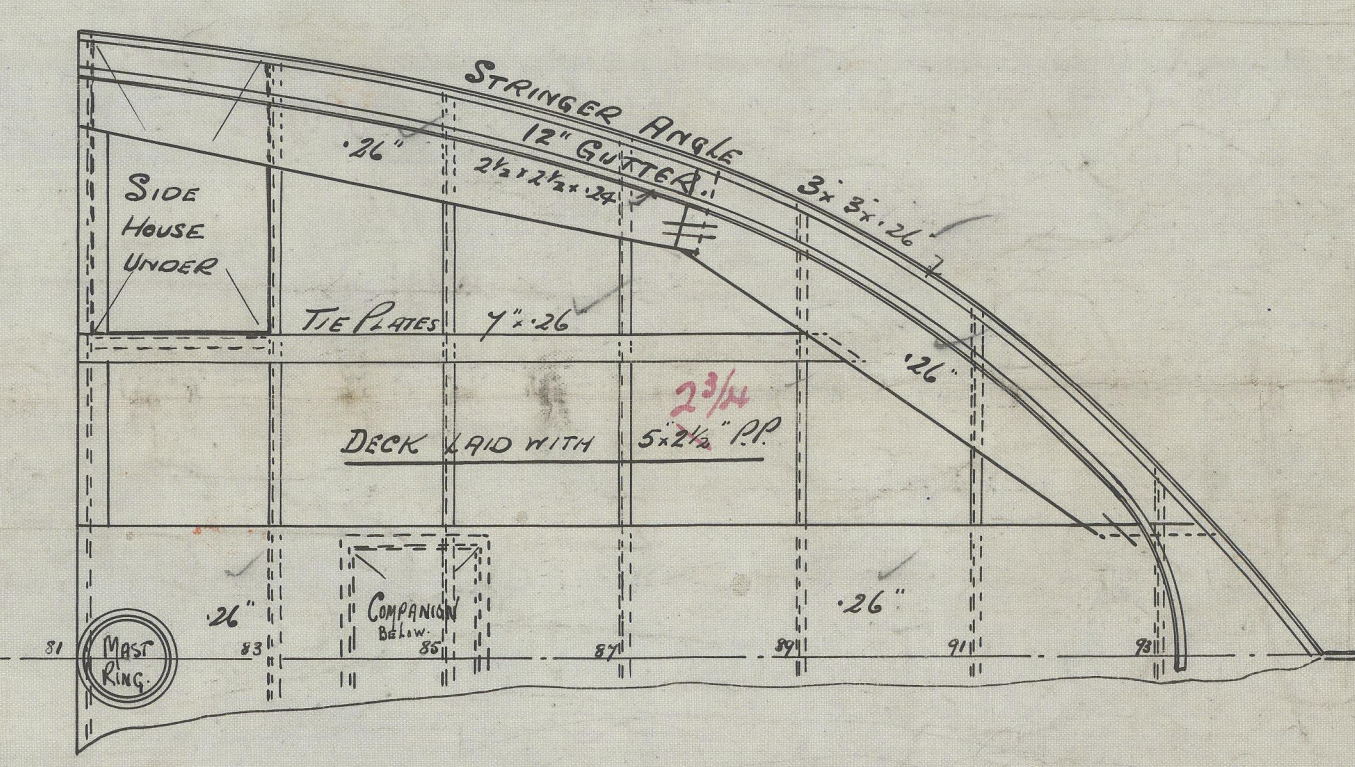 STRINGER ANGLE 3" x 3" x .26"
12" GUTTER.
2½ x 2½ x .24
.26"
SIDE
HOUSE
UNDER
TIE PLATES 7" x .26
.26"
2 3/4
DECK LAID WITH 5" x 2½" P.P.
.26"
COMPANION
BELOW.
.26"
81 83 85 87 89 91 93
MAST
RING.